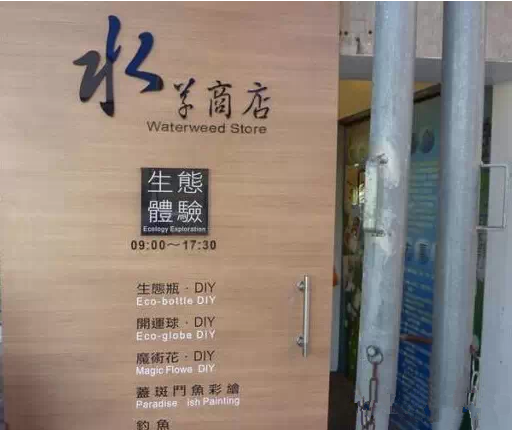 水草商店
Waterweed Store
生態
體驗
Ecology Exploration
09:00～17:30
生態瓶·DIY
Eco-bottle DIY
開運球·DIY
Eco-globe DIY
魔術花·DIY
Magic Flowe DIY
蓋斑鬥魚彩繪
Paradise ish Painting
釣魚